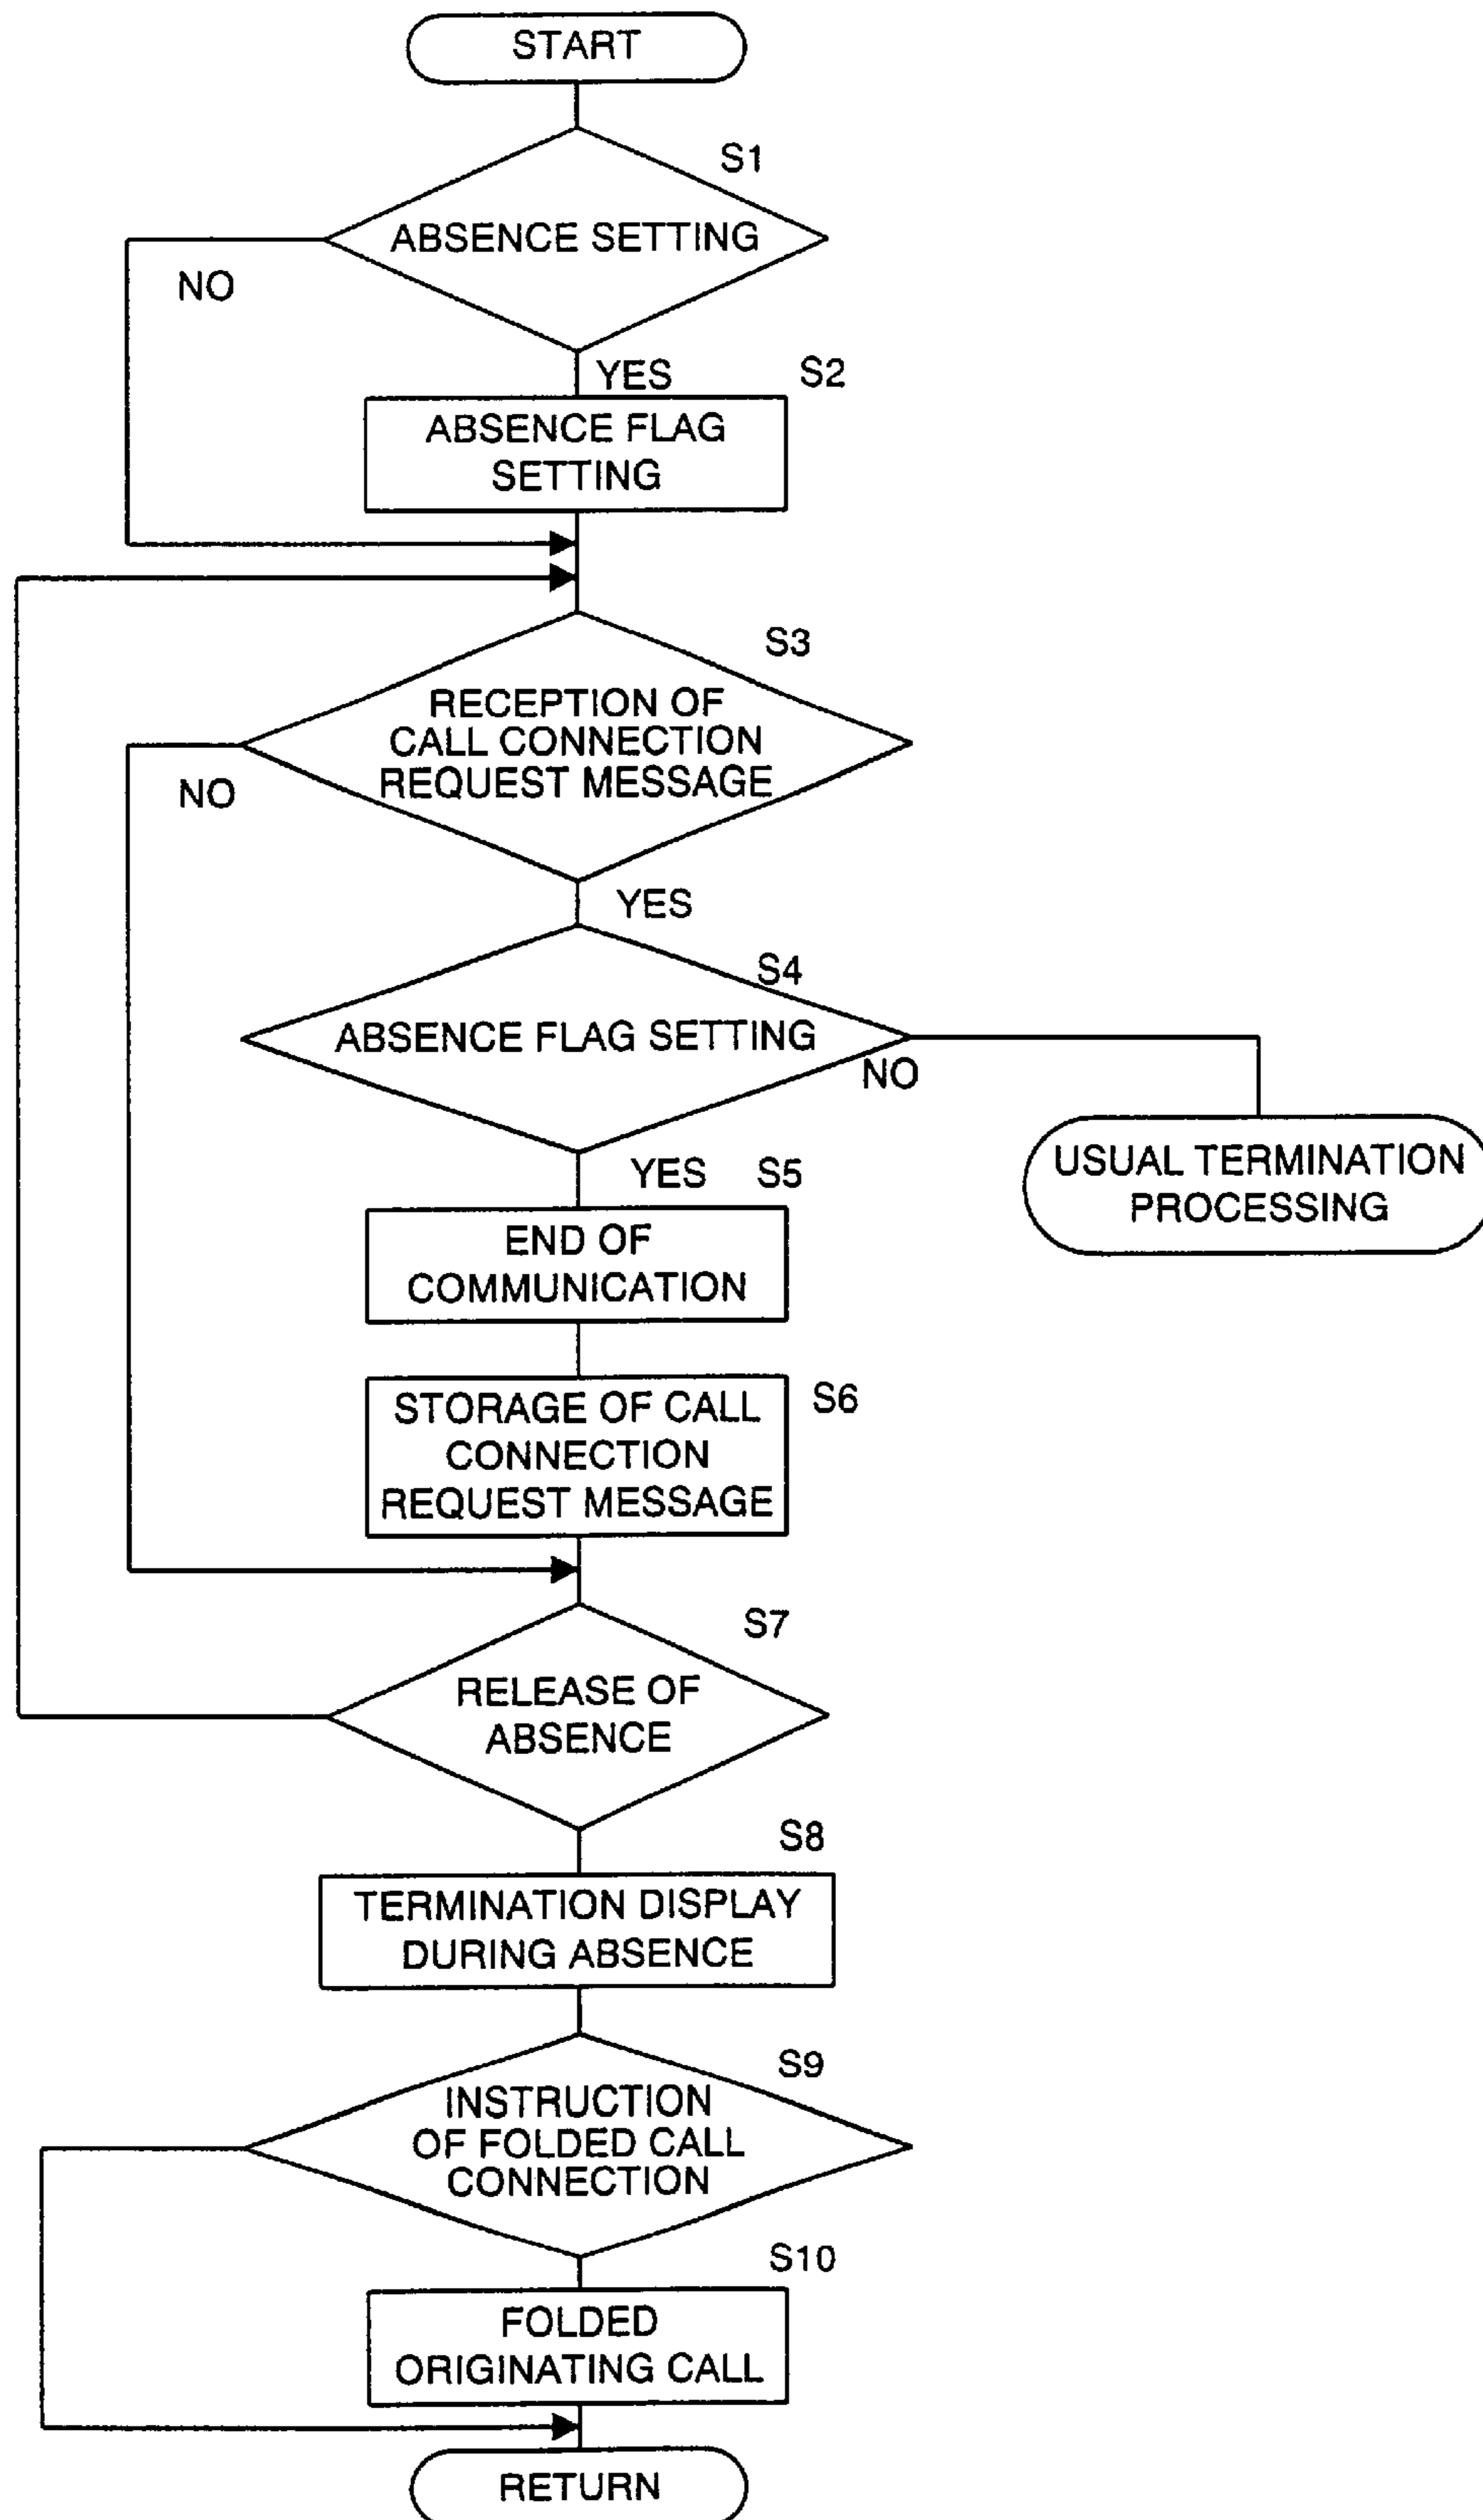 START
S1
ABSENCE SETTING
NO
YES
S2
ABSENCE FLAG
SETTING
S3
RECEPTION OF
CALL CONNECTION
REQUEST MESSAGE
NO
YES
S4
ABSENCE FLAG SETTING
NO
USUAL TERMINATION
PROCESSING
YES
S5
END OF
COMMUNICATION
S6
STORAGE OF CALL
CONNECTION
REQUEST MESSAGE
S7
RELEASE OF
ABSENCE
S8
TERMINATION DISPLAY
DURING ABSENCE
S9
INSTRUCTION
OF FOLDED CALL
CONNECTION
S10
FOLDED
ORIGINATING CALL
RETURN